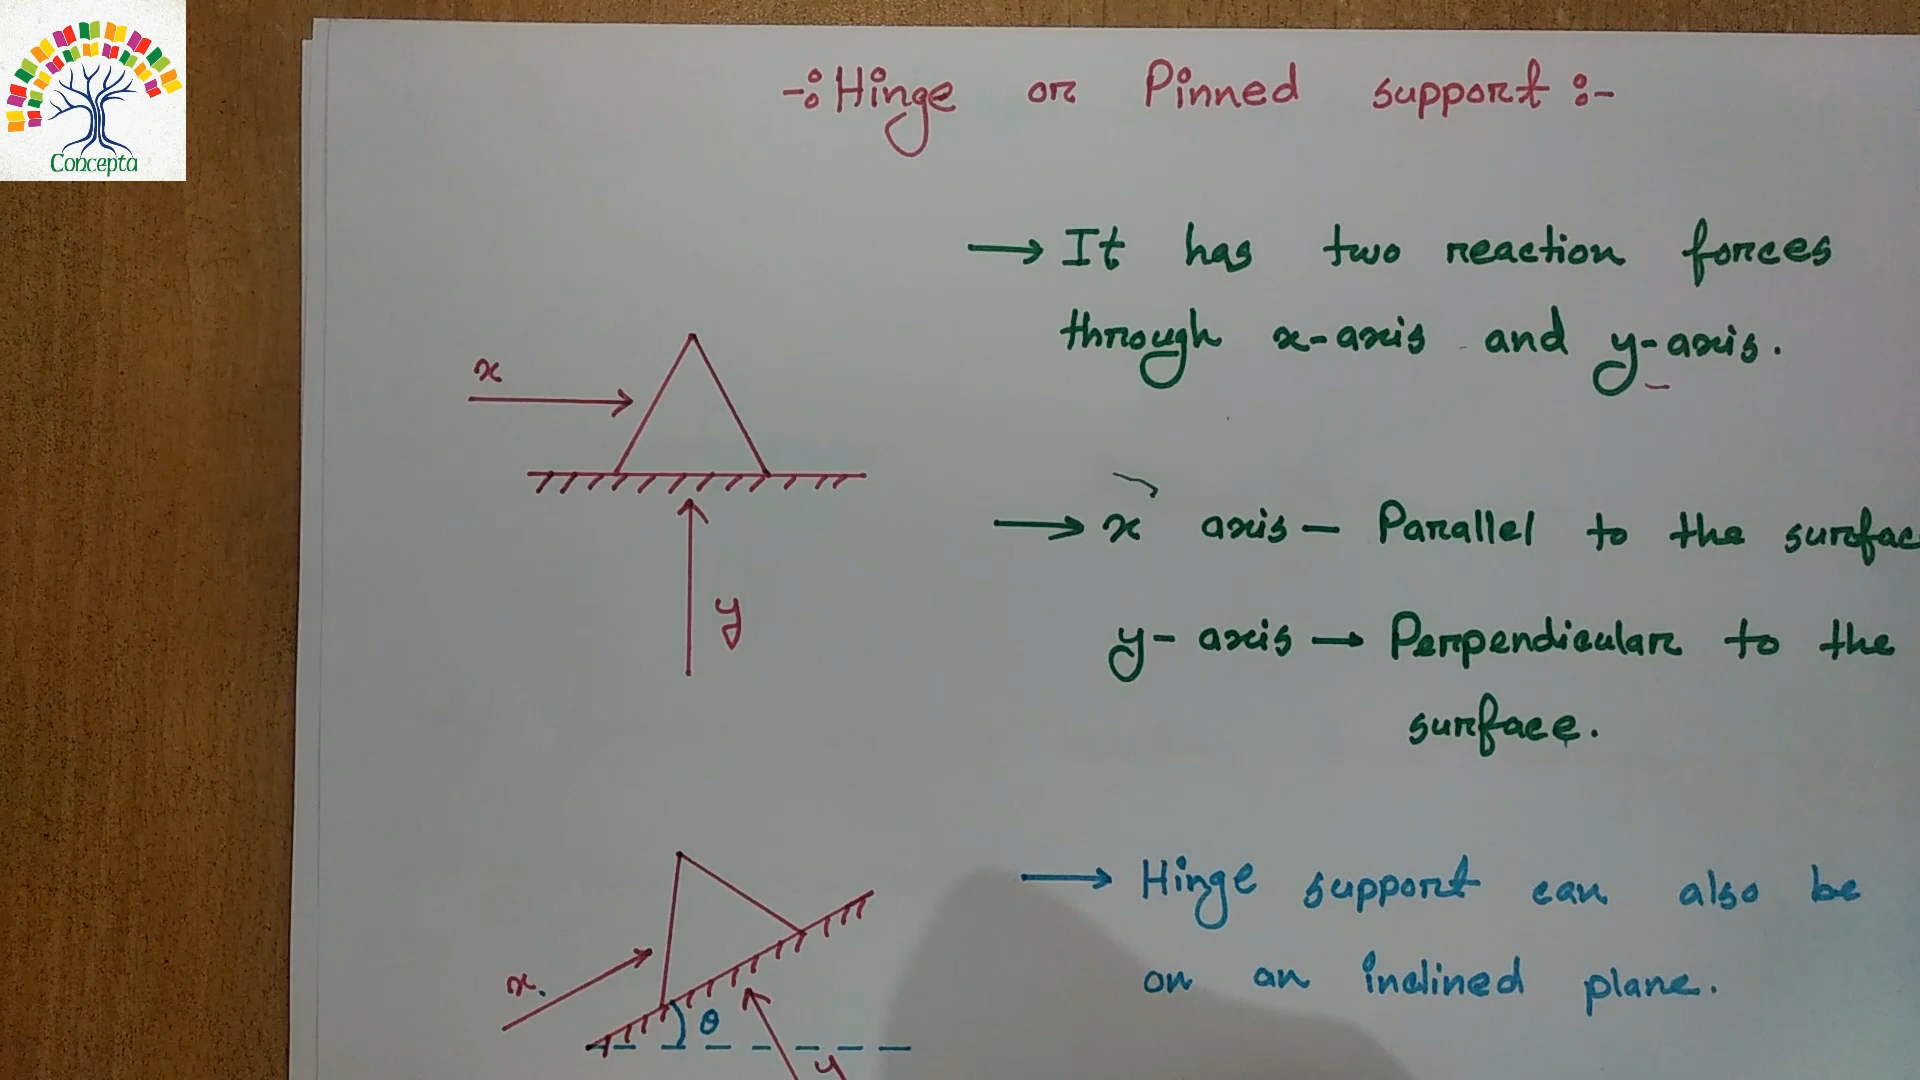 Concepta
-: Hinge or Pinned support :-
→ It has two reaction forces
through x-axis and y-axis.
x
y
→ x axis — Parallel to the surfac
y- axis → Perpendicular to the
surface.
→ Hinge support can also be
on an inclined plane.
x.
θ
y